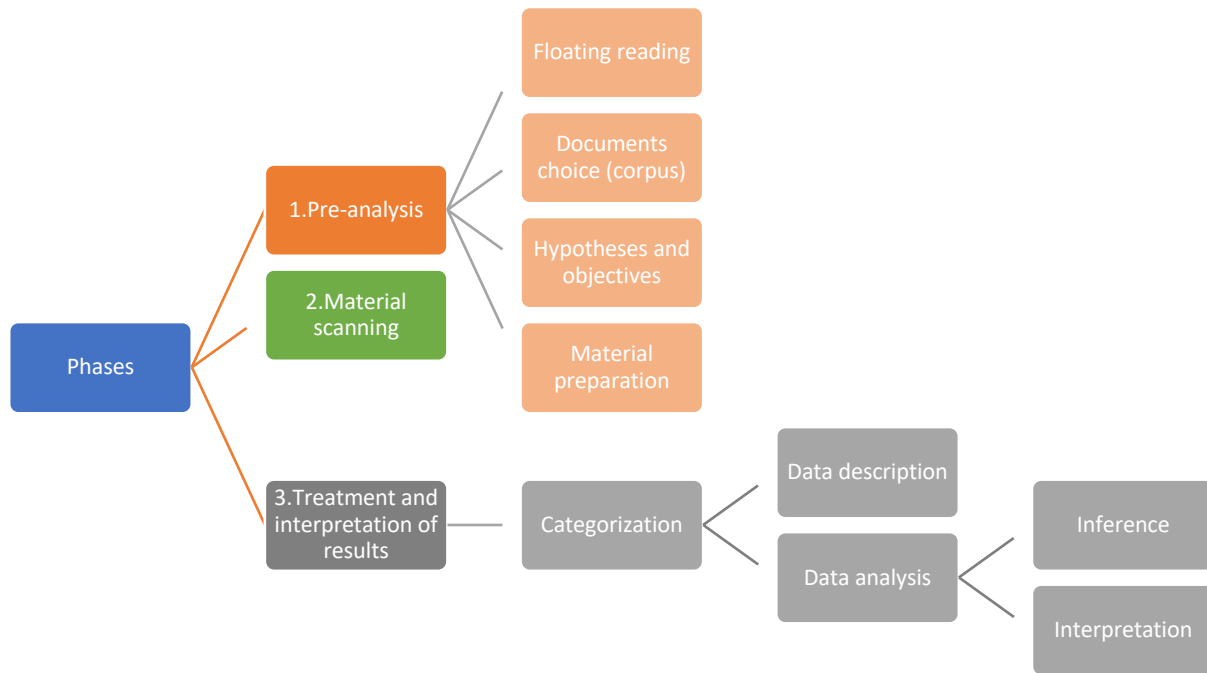 Floating reading
Documents
choice (corpus)
1.Pre-analysis
Hypotheses and
objectives
2.Material
scanning
Phases
Material
preparation
Data description
3.Treatment and
interpretation of
results
Categorization
Inference
Data analysis
Interpretation